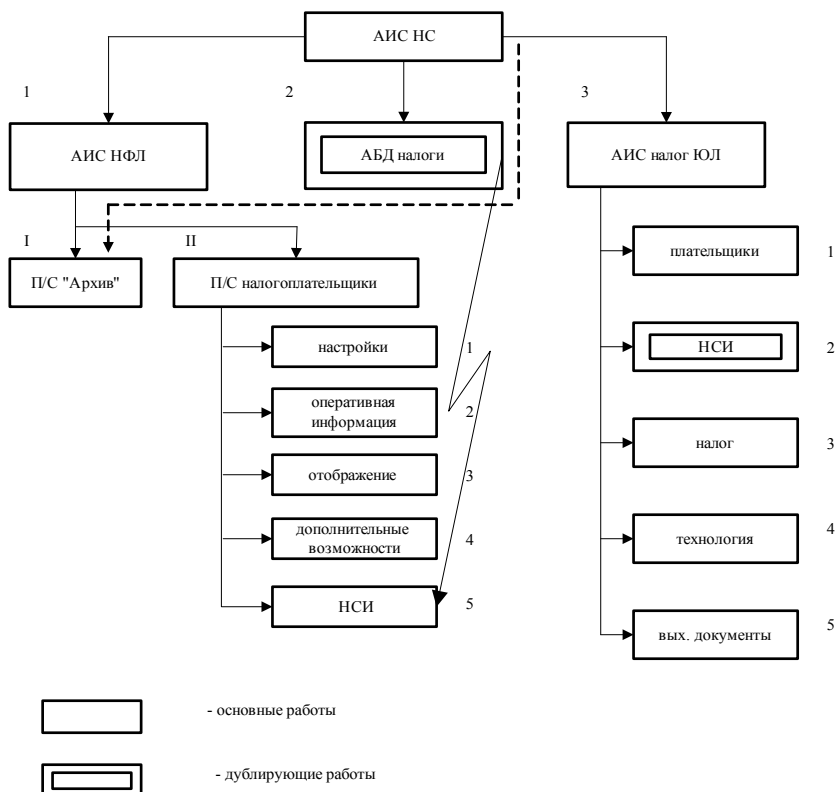 АИС НС
1
2
3
АИС НФЛ
АБД налоги
АИС налог ЮЛ
I
II
П/С "Архив"
П/С налогоплательщики
настройки
1
оперативная
информация
2
отображение
3
дополнительные
возможности
4
НСИ
5
плательщики
1
НСИ
2
налог
3
технология
4
вых. документы
5
- основные работы
- дублирующие работы